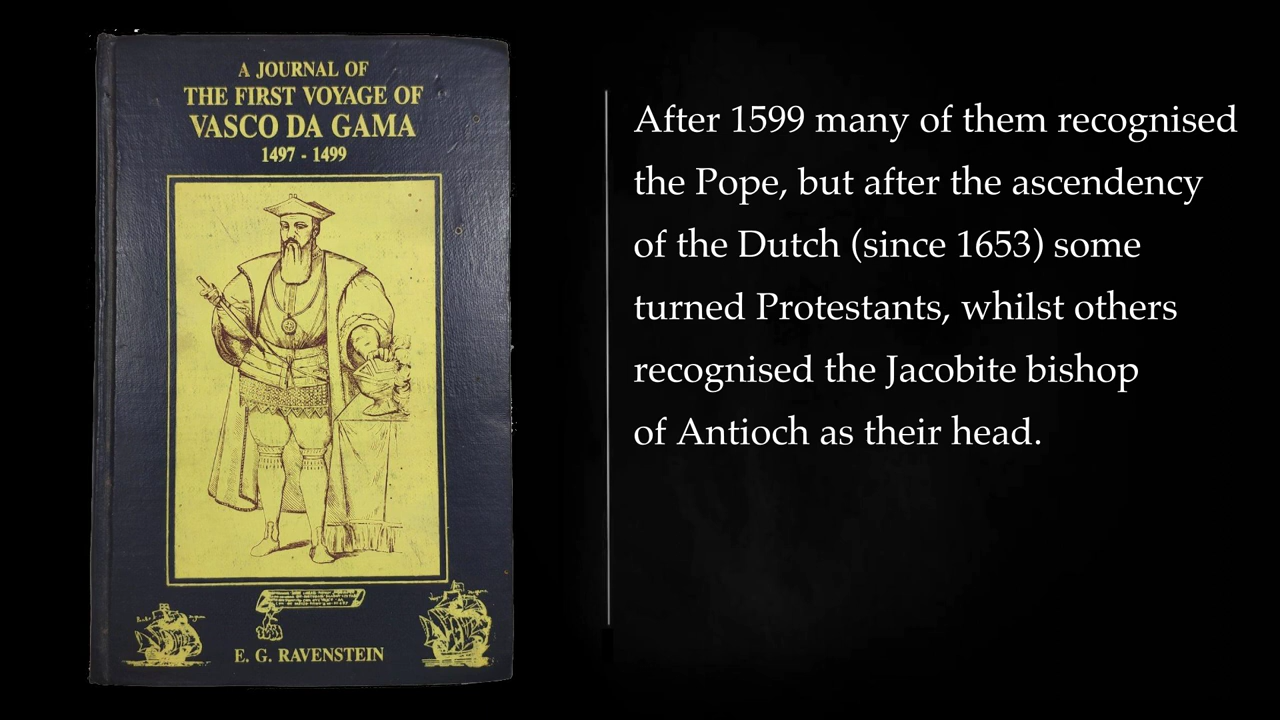 A JOURNAL OF
THE FIRST VOYAGE OF
VASCO DA GAMA
1497 - 1499
E. G. RAVENSTEIN
After 1599 many of them recognised
the Pope, but after the ascendency
of the Dutch (since 1653) some
turned Protestants, whilst others
recognised the Jacobite bishop
of Antioch as their head.